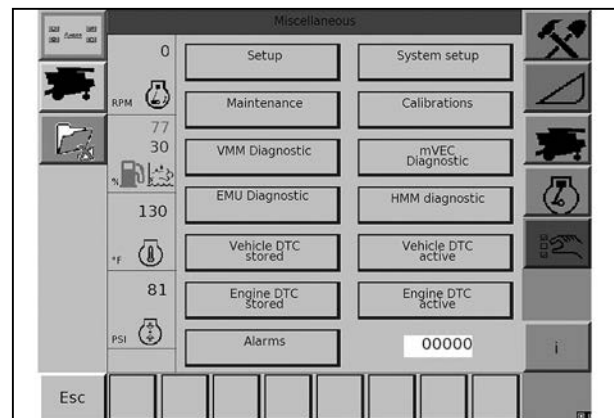 Miscellaneous
0
RPM
77
30
%
130
°F
81
PSI
Setup
System setup
Maintenance
Calibrations
VMM Diagnostic
mVEC
Diagnostic
EMU Diagnostic
HMM diagnostic
Vehicle DTC
stored
Vehicle DTC
active
Engine DTC
stored
Engine DTC
active
Alarms
00000
i
Esc